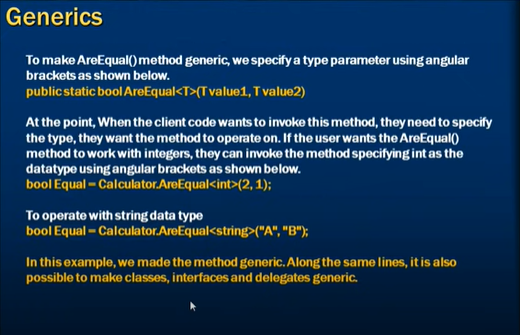 Generics
To make AreEqual() method generic, we specify a type parameter using angular
brackets as shown below.
public static bool AreEqual<T>(T value1, T value2)
At the point, When the client code wants to invoke this method, they need to specify
the type, they want the method to operate on. If the user wants the AreEqual()
method to work with integers, they can invoke the method specifying int as the
datatype using angular brackets as shown below.
bool Equal = Calculator.AreEqual<int>(2, 1);
To operate with string data type
bool Equal = Calculator.AreEqual<string>("A", "B");
In this example, we made the method generic. Along the same lines, it is also
possible to make classes, interfaces and delegates generic.